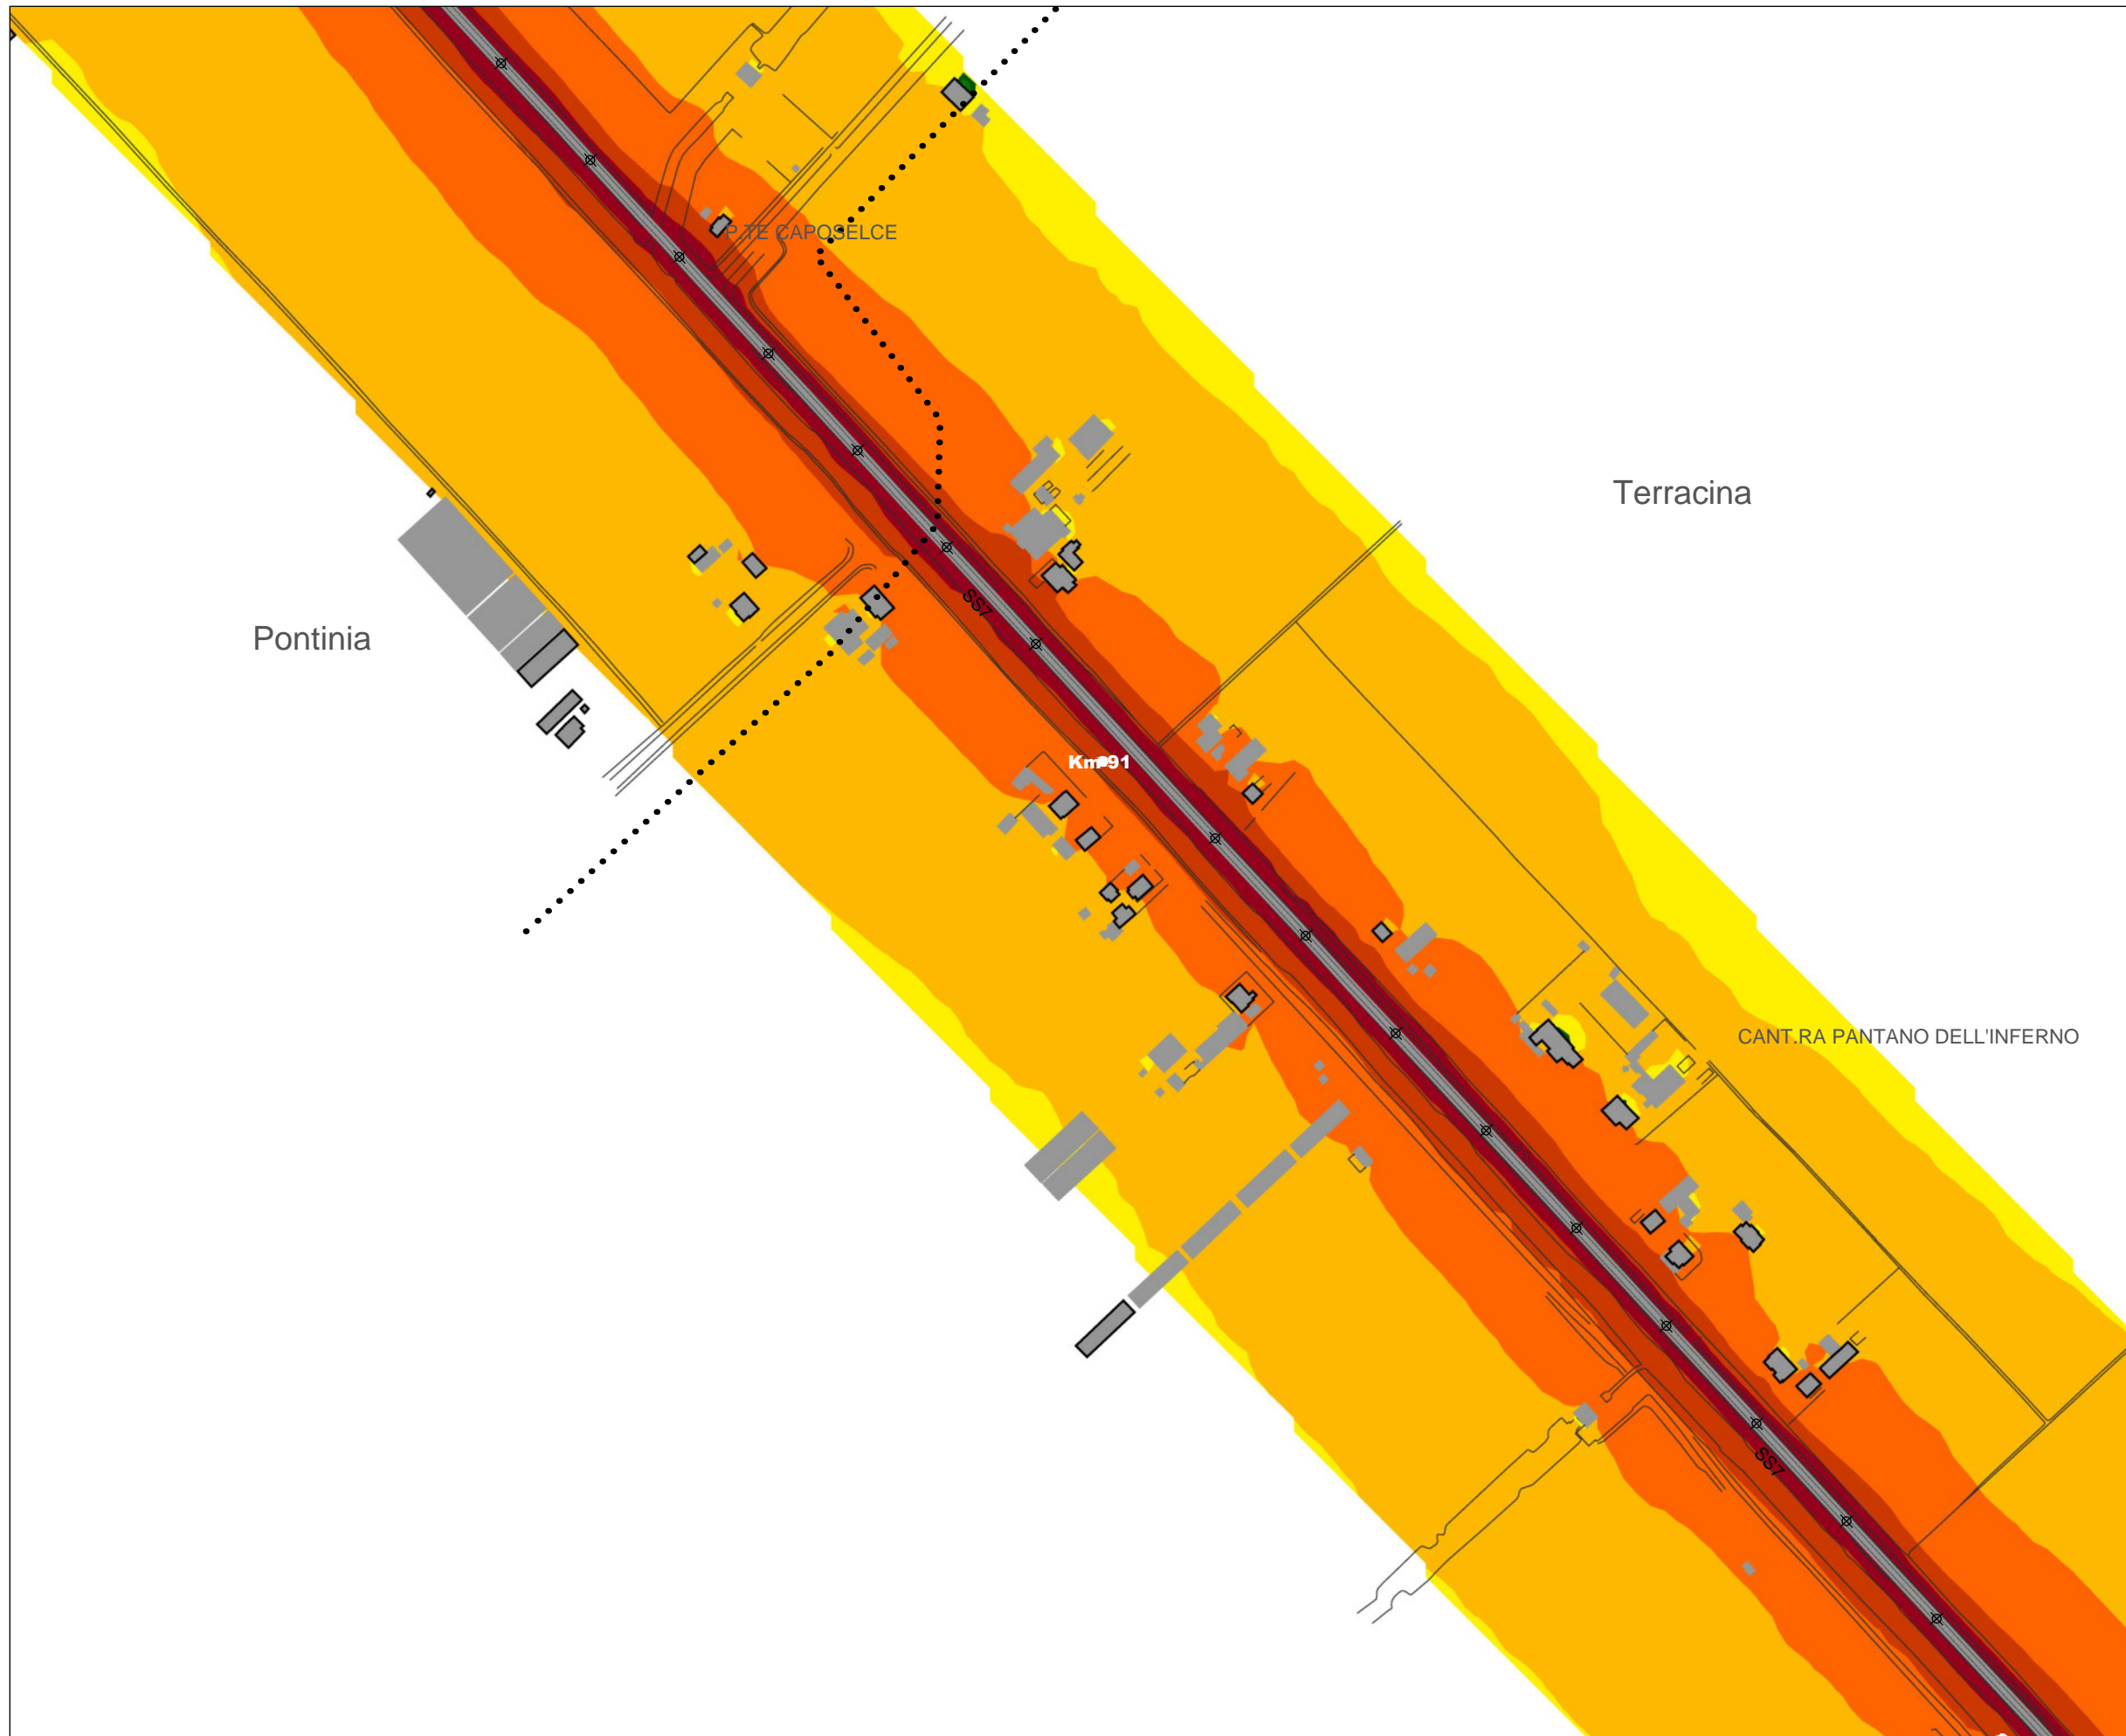 P.TE CAPOSELCE
Terracina
SS7
Pontinia
Km 91
CANT.RA PANTANO DELL'INFERNO
SS7